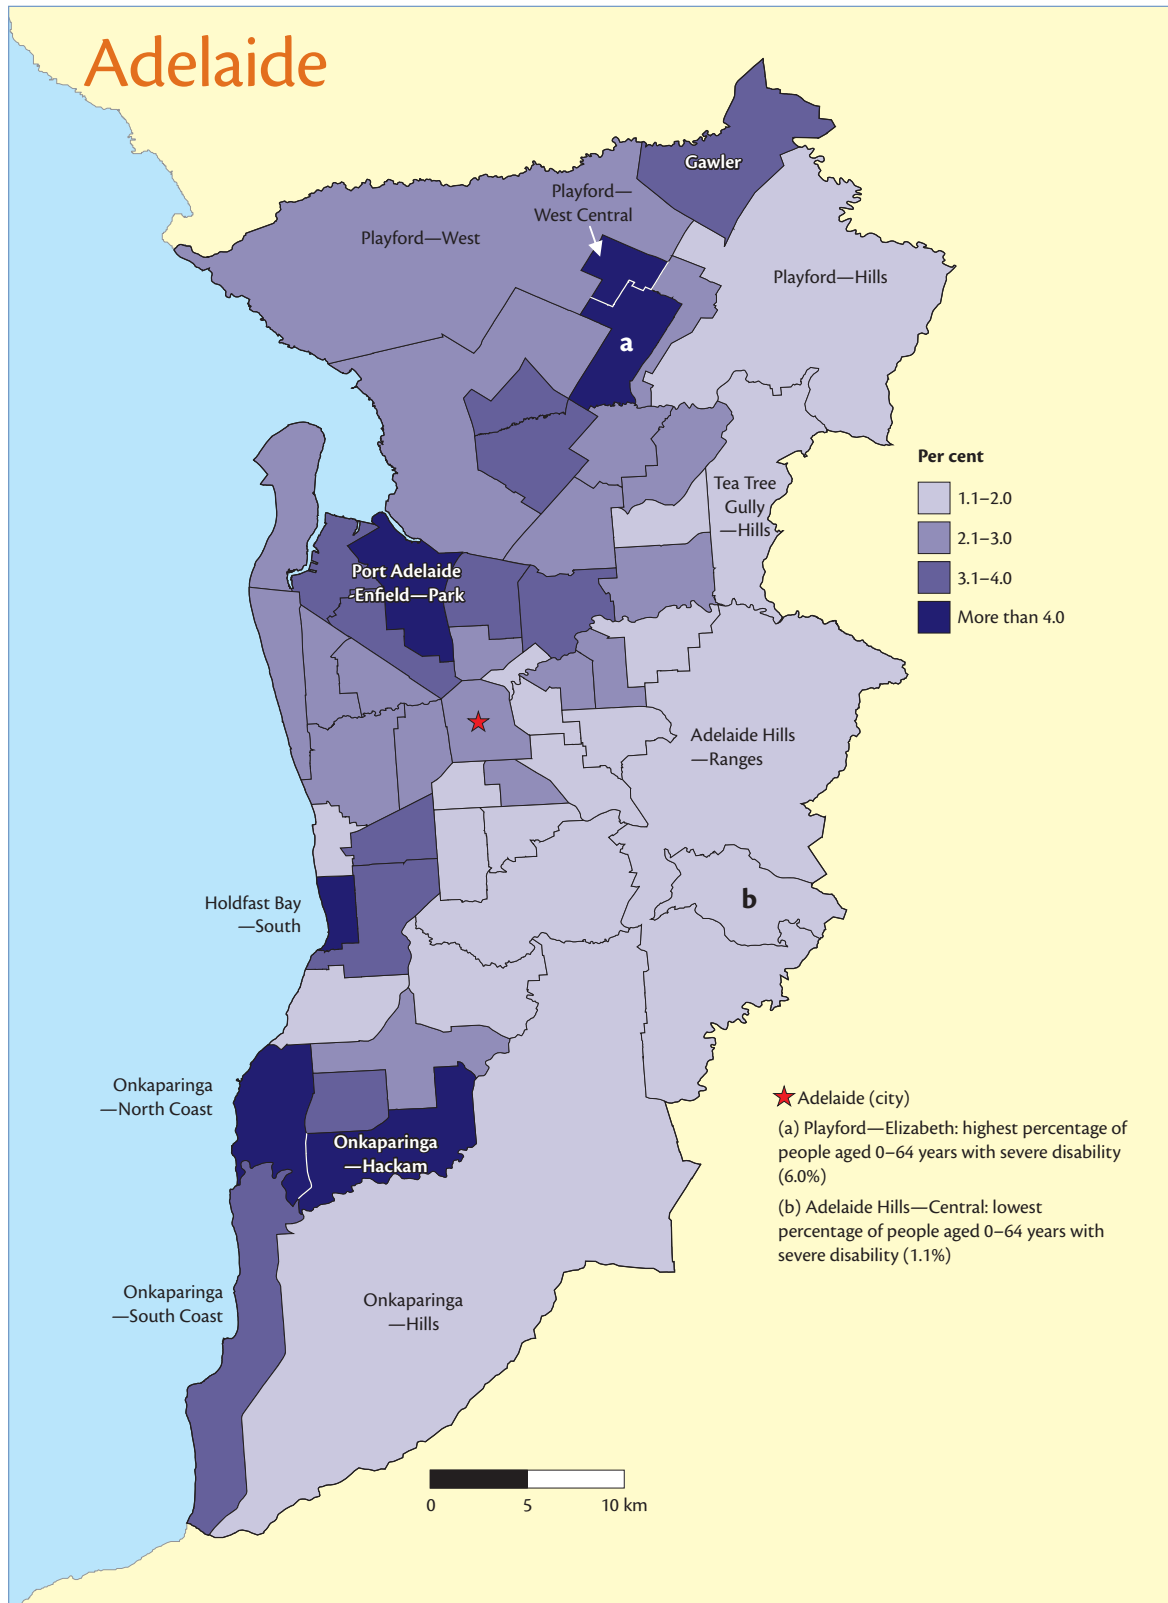 Adelaide
Gawler
Playford—
West Central
Playford—West
Playford—Hills
a
Per cent
1.1–2.0
2.1–3.0
3.1–4.0
More than 4.0
Tea Tree
Gully
—Hills
Port Adelaide
-Enfield—Park
Adelaide Hills
—Ranges
b
Holdfast Bay
—South
Onkaparinga
—North Coast
Onkaparinga
—Hackam
Adelaide (city)
(a) Playford—Elizabeth: highest percentage of
people aged 0–64 years with severe disability
(6.0%)
(b) Adelaide Hills—Central: lowest
percentage of people aged 0–64 years with
severe disability (1.1%)
Onkaparinga
—South Coast
Onkaparinga
—Hills
0 5 10 km